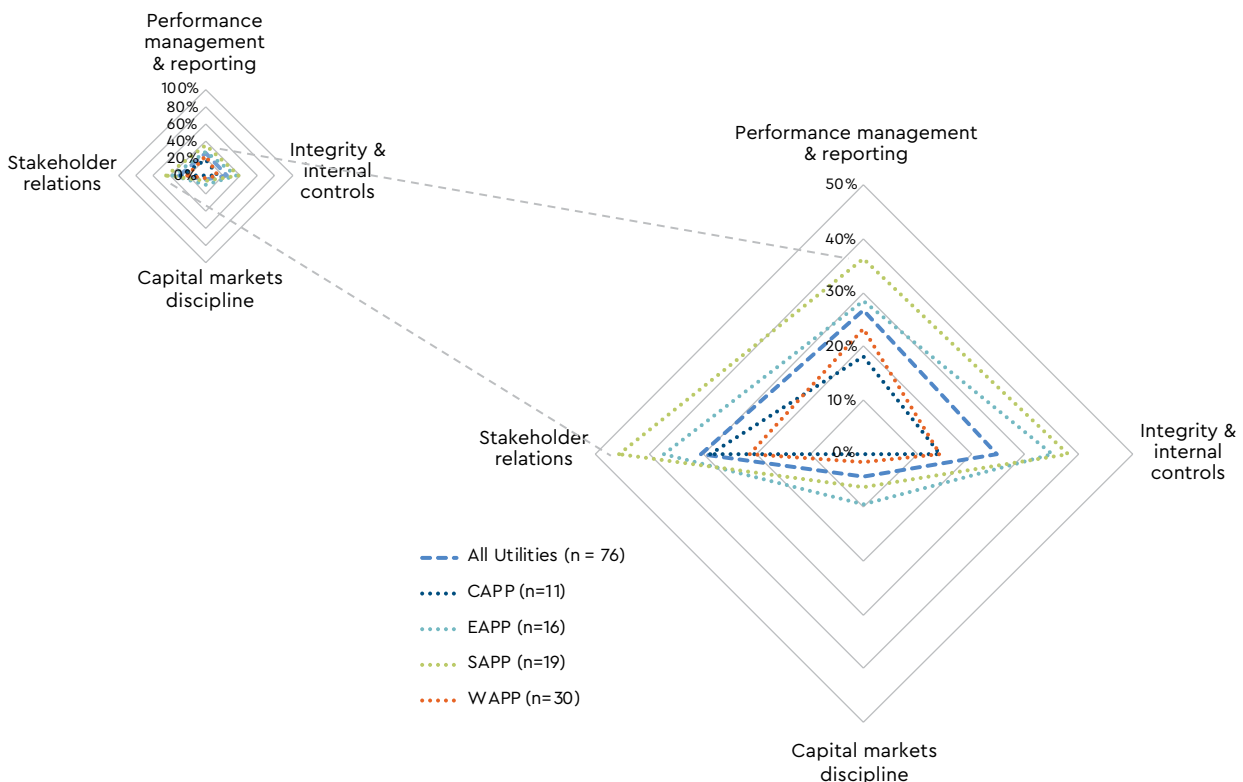 Performance
management
& reporting
100%
80%
60%
40%
20%
0%
Stakeholder
relations
Integrity &
internal
controls
Capital markets
discipline
Performance management
& reporting
50%
40%
30%
20%
10%
0%
Stakeholder
relations
Integrity &
internal
controls
All Utilities (n = 76)
CAPP (n=11)
EAPP (n=16)
SAPP (n=19)
WAPP (n=30)
Capital markets
discipline